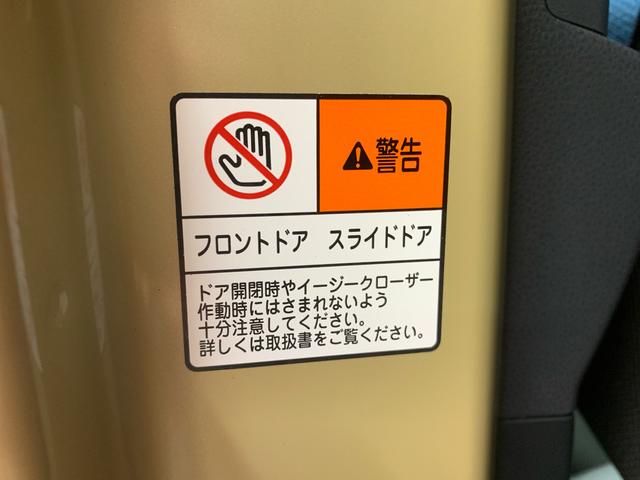 警告
フロントドア　スライドドア
ドア開閉時やイージークローザー
作動時にはさまれないよう
十分注意してください。
詳しくは取扱書をご覧ください。